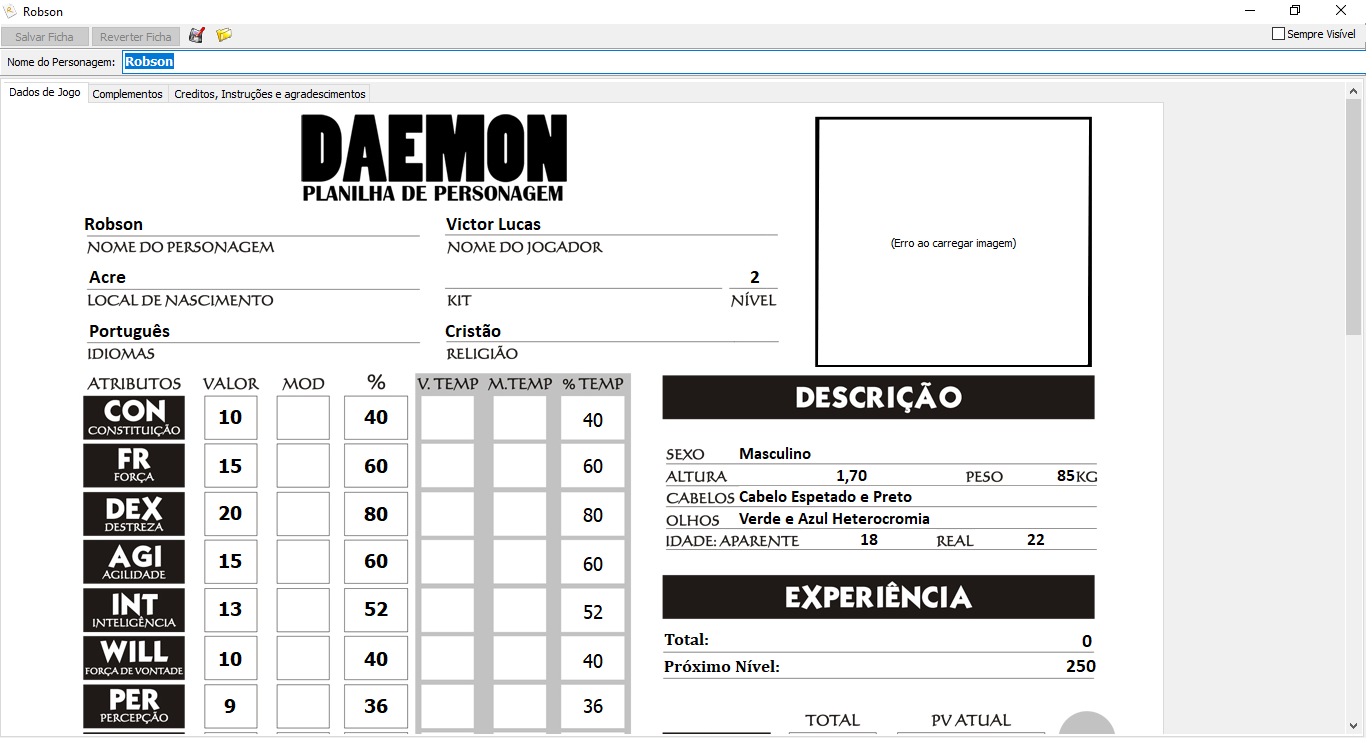 Robson
Salvar Ficha Reverter Ficha Sempre Visível
Nome do Personagem: Robson
Dados de Jogo Complementos Creditos, Instruções e agradescimentos
DAEMON
PLANILHA DE PERSONAGEM
(Erro ao carregar imagem)
Robson Victor Lucas
NOME DO PERSONAGEM NOME DO JOGADOR
Acre 2
LOCAL DE NASCIMENTO KIT NÍVEL
Português Cristão
IDIOMAS RELIGIÃO
ATRIBUTOS VALOR MOD % V. TEMP M.TEMP % TEMP
CON 10 40 40
CONSTITUIÇÃO
FR 15 60 60
FORÇA
DEX 20 80 80
DESTREZA
AGI 15 60 60
AGILIDADE
INT 13 52 52
INTELIGÊNCIA
WILL 10 40 40
FORÇA DE VONTADE
PER 9 36 36
PERCEPÇÃO
DESCRIÇÃO
SEXO Masculino
ALTURA 1,70 PESO 85 KG
CABELOS Cabelo Espetado e Preto
OLHOS Verde e Azul Heterocromia
IDADE: APARENTE 18 REAL 22
EXPERIÊNCIA
Total: 0
Próximo Nível: 250
TOTAL PV ATUAL